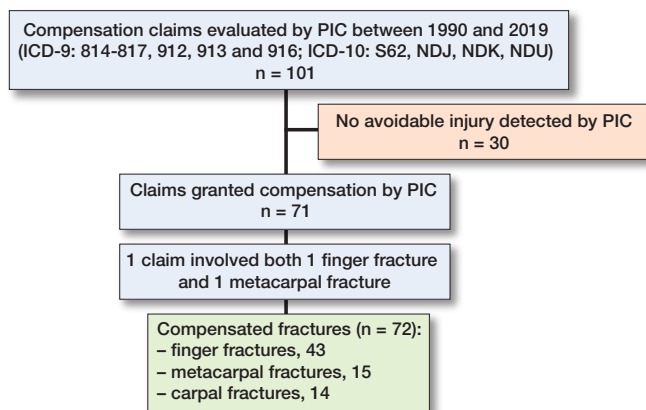 Compensation claims evaluated by PIC between 1990 and 2019
(ICD-9: 814-817, 912, 913 and 916; ICD-10: S62, NDJ, NDK, NDU)
n = 101
No avoidable injury detected by PIC
n = 30
Claims granted compensation by PIC
n = 71
1 claim involved both 1 finger fracture
and 1 metacarpal fracture
Compensated fractures (n = 72):
– finger fractures, 43
– metacarpal fractures, 15
– carpal fractures, 14